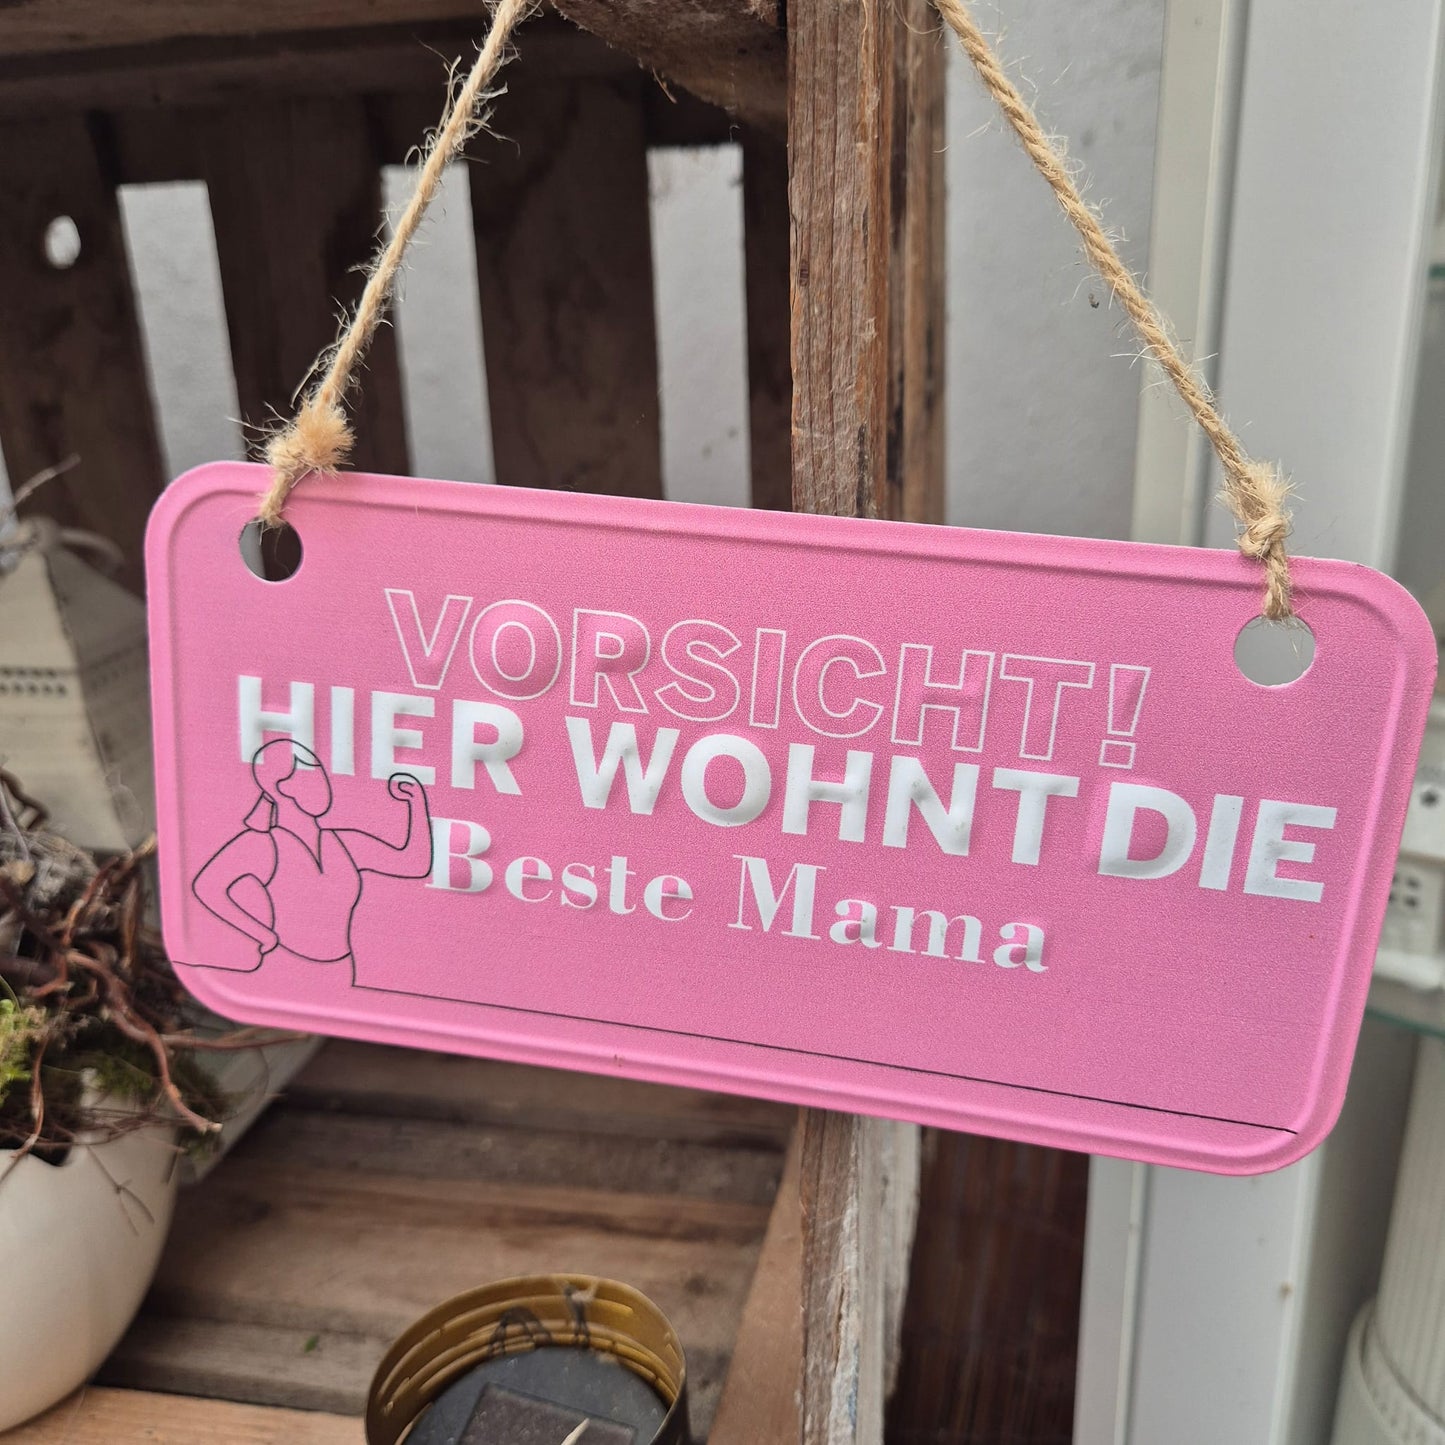 VORSICHT!
HIER WOHNT DIE
Beste Mama